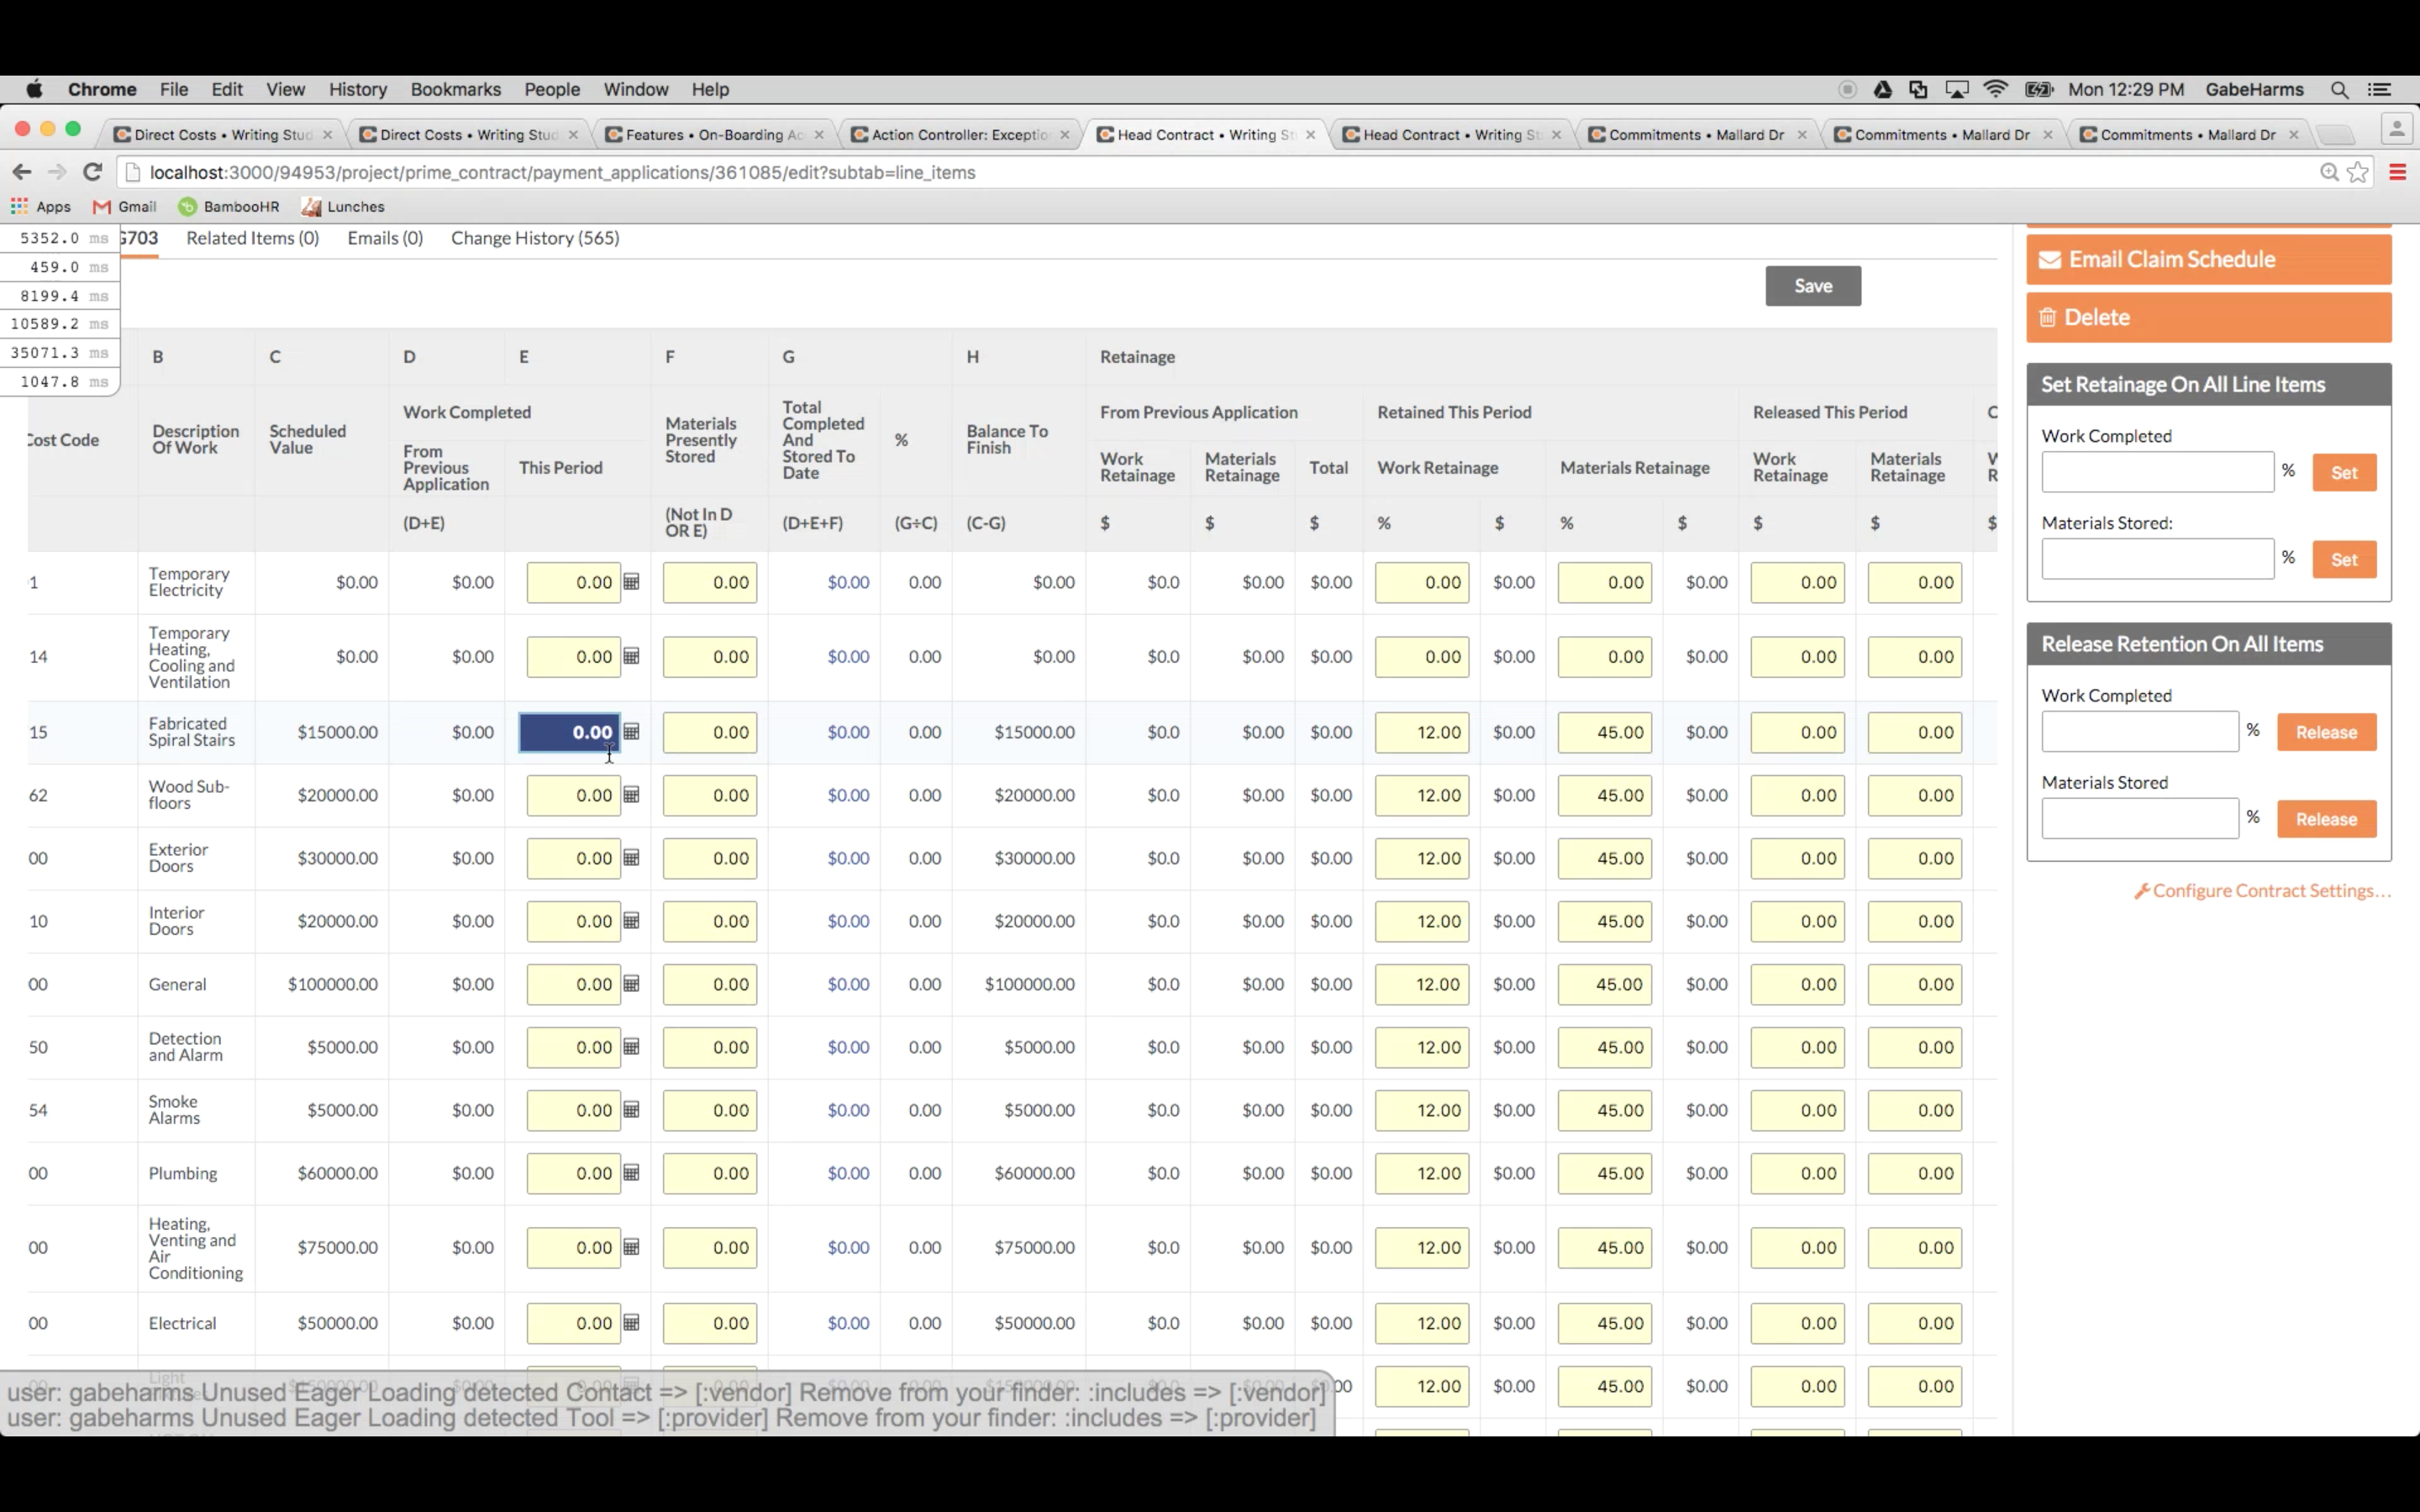 Chrome File Edit View History Bookmarks People Window Help Mon 12:29 PM GabeHarms
Direct Costs • Writing Stud Direct Costs • Writing Stud Features • On-Boarding Ac Action Controller: Exceptio Head Contract • Writing St Head Contract • Writing St Commitments • Mallard Dr Commitments • Mallard Dr Commitments • Mallard Dr
localhost:3000/94953/project/prime_contract/payment_applications/361085/edit?subtab=line_items
Apps Gmail BambooHR Lunches
5352.0 ms
459.0 ms
8199.4 ms
10589.2 ms
35071.3 ms
1047.8 ms
G703 Related Items (0) Emails (0) Change History (565)
Save
B C D E F G H Retainage
Cost Code
Description
Of Work
Scheduled
Value
Work Completed
From
Previous
Application
This Period
Materials
Presently
Stored
Total
Completed
And
Stored To
Date
%
Balance To
Finish
From Previous Application Retained This Period Released This Period C
Work
Retainage
Materials
Retainage
Total
Work Retainage
Materials Retainage
Work
Retainage
Materials
Retainage
(D+E)
(Not In D
OR E)
(D+E+F) (G÷C) (C-G) $ $ $ % $ % $ $ $ $
1
Temporary
Electricity
$0.00 $0.00 0.00 0.00 $0.00 0.00 $0.00 $0.0 $0.00 $0.00 0.00 $0.00 0.00 $0.00 0.00 0.00
14
Temporary
Heating,
Cooling and
Ventilation
$0.00 $0.00 0.00 0.00 $0.00 0.00 $0.00 $0.0 $0.00 $0.00 0.00 $0.00 0.00 $0.00 0.00 0.00
15
Fabricated
Spiral Stairs
$15000.00 $0.00 0.00 0.00 $0.00 0.00 $15000.00 $0.0 $0.00 $0.00 12.00 $0.00 45.00 $0.00 0.00 0.00
62
Wood Sub-
floors
$20000.00 $0.00 0.00 0.00 $0.00 0.00 $20000.00 $0.0 $0.00 $0.00 12.00 $0.00 45.00 $0.00 0.00 0.00
00
Exterior
Doors
$30000.00 $0.00 0.00 0.00 $0.00 0.00 $30000.00 $0.0 $0.00 $0.00 12.00 $0.00 45.00 $0.00 0.00 0.00
10
Interior
Doors
$20000.00 $0.00 0.00 0.00 $0.00 0.00 $20000.00 $0.0 $0.00 $0.00 12.00 $0.00 45.00 $0.00 0.00 0.00
00 General $100000.00 $0.00 0.00 0.00 $0.00 0.00 $100000.00 $0.0 $0.00 $0.00 12.00 $0.00 45.00 $0.00 0.00 0.00
50
Detection
and Alarm
$5000.00 $0.00 0.00 0.00 $0.00 0.00 $5000.00 $0.0 $0.00 $0.00 12.00 $0.00 45.00 $0.00 0.00 0.00
54
Smoke
Alarms
$5000.00 $0.00 0.00 0.00 $0.00 0.00 $5000.00 $0.0 $0.00 $0.00 12.00 $0.00 45.00 $0.00 0.00 0.00
00 Plumbing $60000.00 $0.00 0.00 0.00 $0.00 0.00 $60000.00 $0.0 $0.00 $0.00 12.00 $0.00 45.00 $0.00 0.00 0.00
00
Heating,
Venting and
Air
Conditioning
$75000.00 $0.00 0.00 0.00 $0.00 0.00 $75000.00 $0.0 $0.00 $0.00 12.00 $0.00 45.00 $0.00 0.00 0.00
00 Electrical $50000.00 $0.00 0.00 0.00 $0.00 0.00 $50000.00 $0.0 $0.00 $0.00 12.00 $0.00 45.00 $0.00 0.00 0.00
Light
12.00 $0.00 45.00 $0.00 0.00 0.00
user: gabeharms Unused Eager Loading detected Contact => [:vendor] Remove from your finder: :includes => [:vendor]
user: gabeharms Unused Eager Loading detected Tool => [:provider] Remove from your finder: :includes => [:provider]
Email Claim Schedule
Delete
Set Retainage On All Line Items
Work Completed
% Set
Materials Stored:
% Set
Release Retention On All Items
Work Completed
% Release
Materials Stored
% Release
Configure Contract Settings...